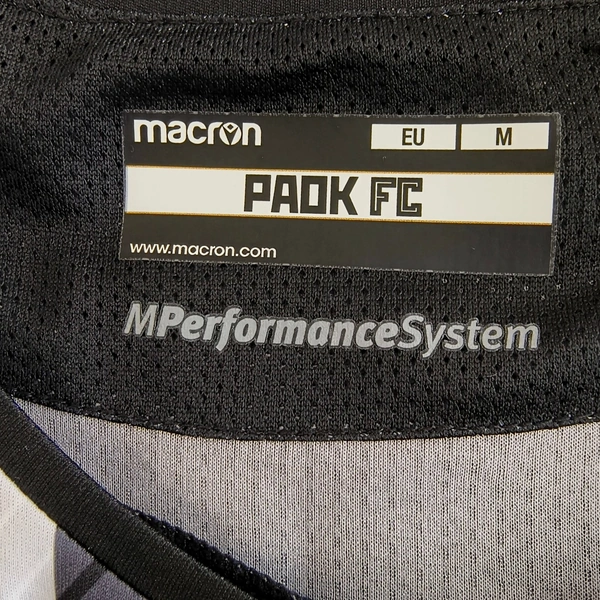 macron
EU M
PAOK FC
www.macron.com
MPerformanceSystem